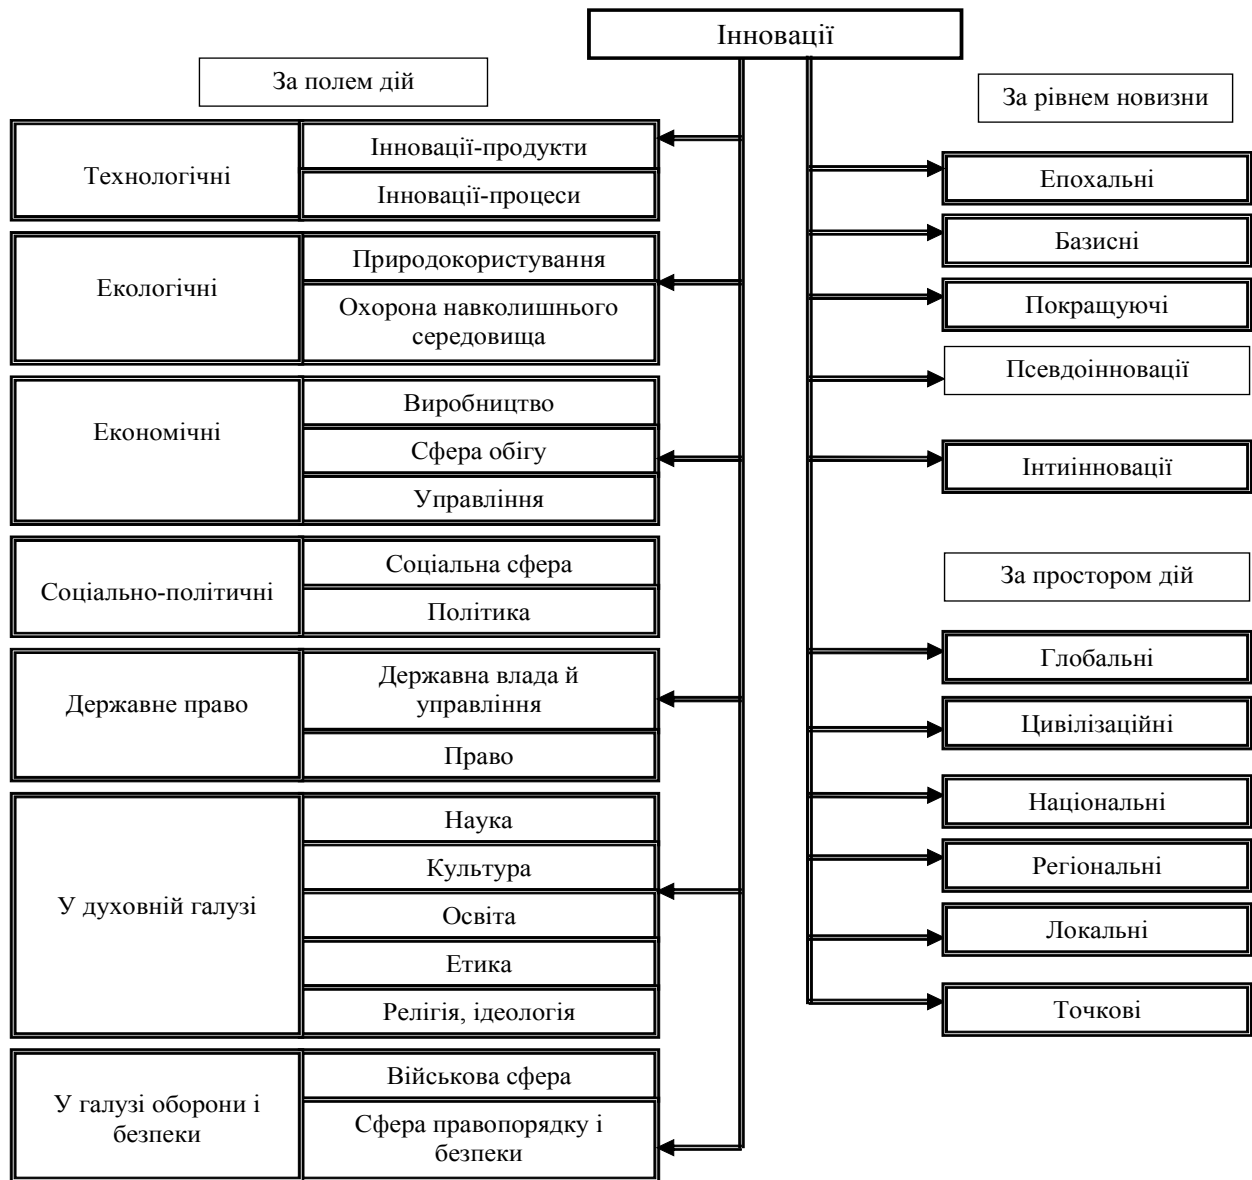 Інновації
За полем дій
Технологічні
Інновації-продукти
Інновації-процеси
Екологічні
Природокористування
Охорона навколишнього
середовища
Економічні
Виробництво
Сфера обігу
Управління
Соціально-політичні
Соціальна сфера
Політика
Державне право
Державна влада й
управління
Право
У духовній галузі
Наука
Культура
Освіта
Етика
Релігія, ідеологія
У галузі оборони і
безпеки
Військова сфера
Сфера правопорядку і
безпеки
За рівнем новизни
Епохальні
Базисні
Покращуючі
Псевдоінновації
Інтиінновації
За простором дій
Глобальні
Цивілізаційні
Національні
Регіональні
Локальні
Точкові